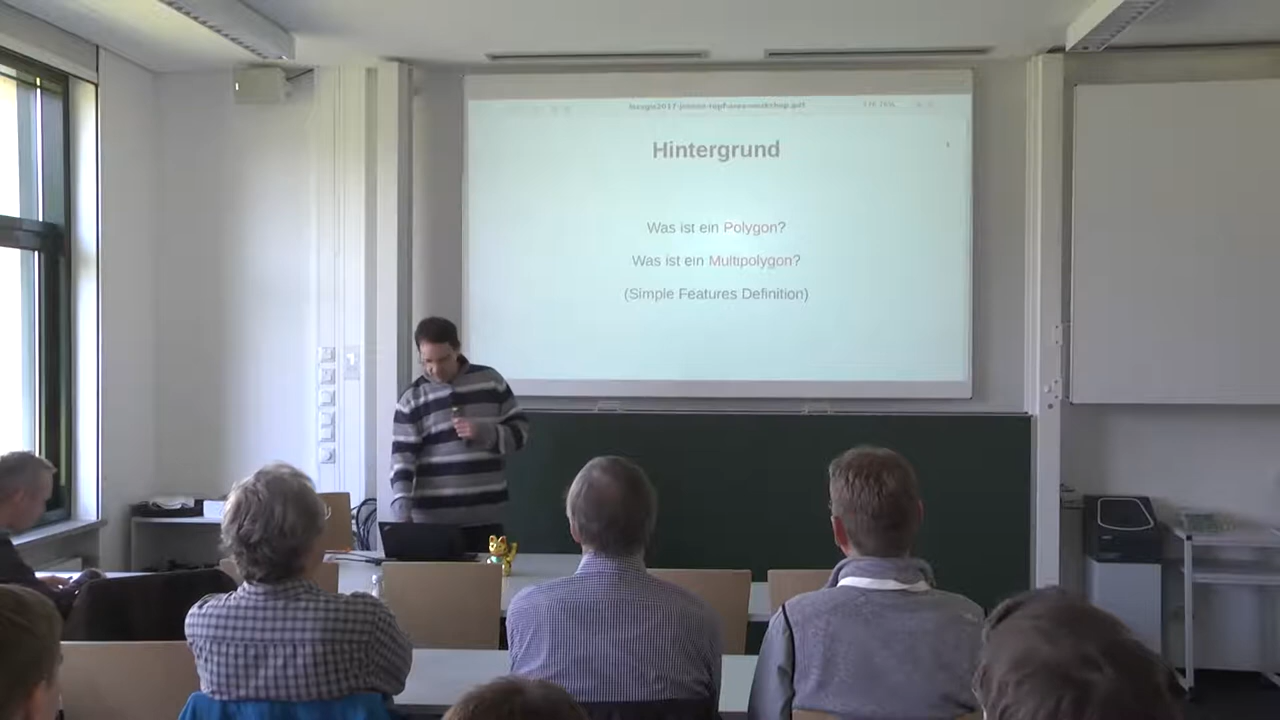 Hintergrund
Was ist ein Polygon?
Was ist ein Multipolygon?
(Simple Features Definition)